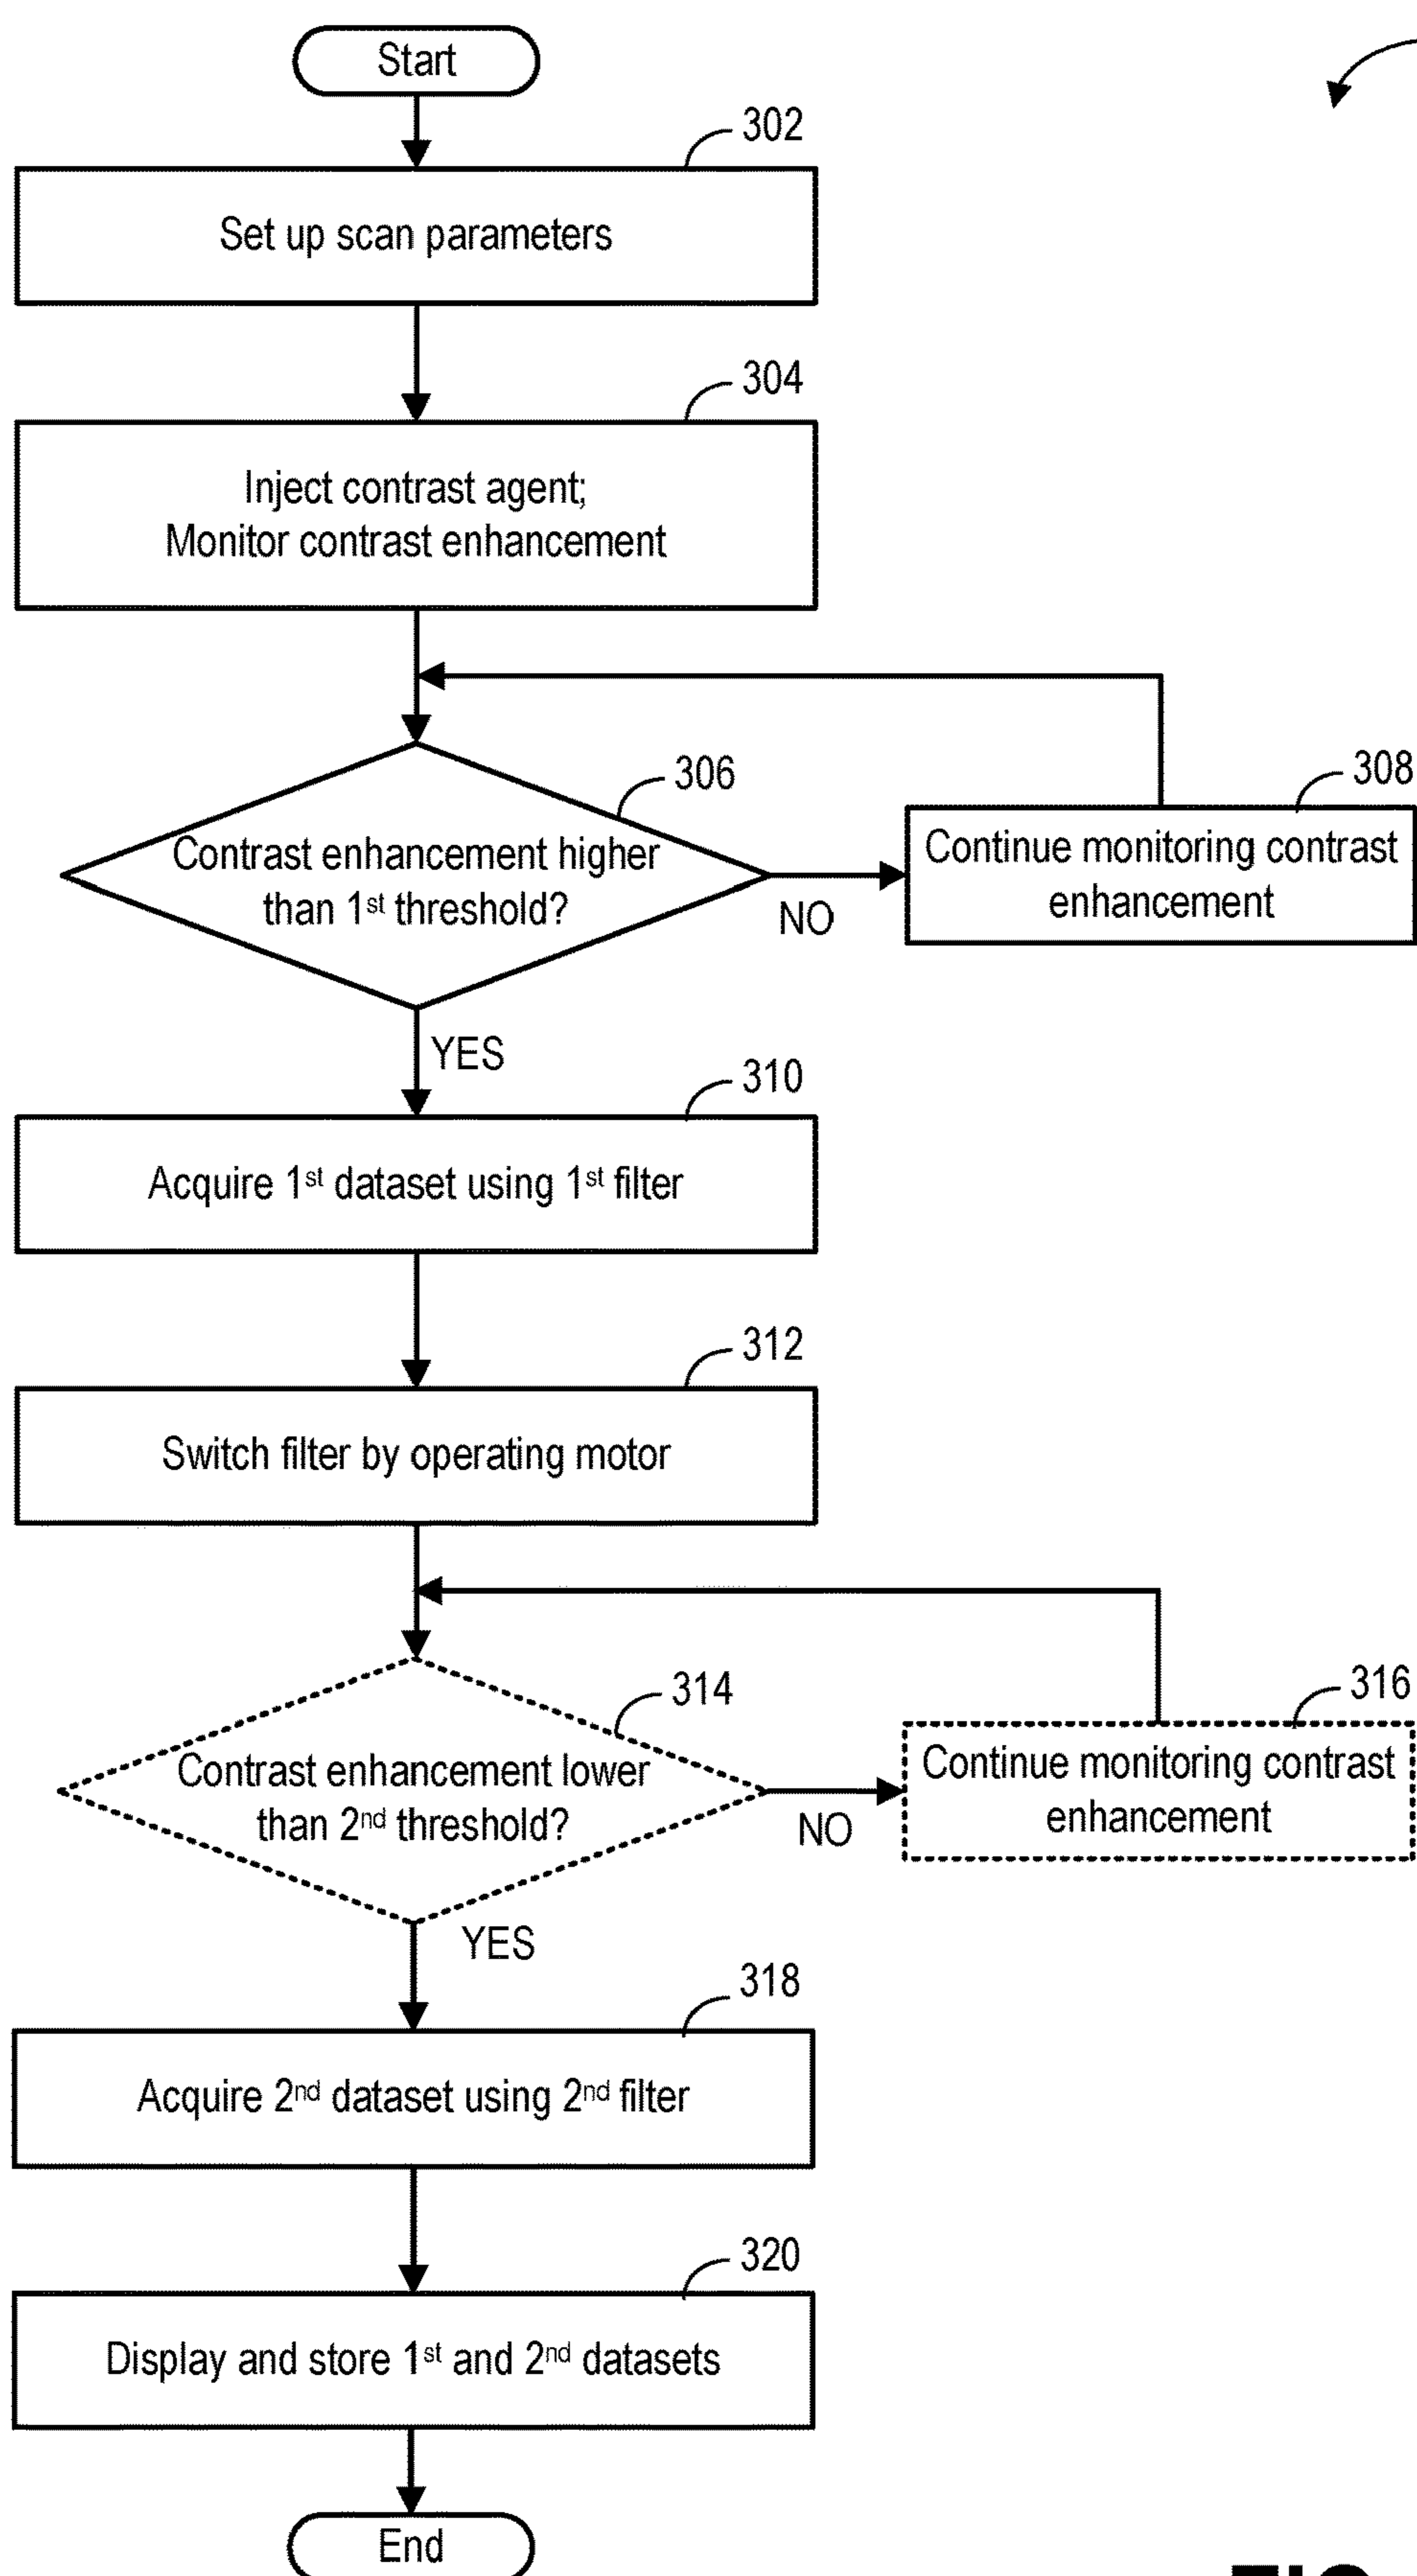 Start
302
Set up scan parameters
304
Inject contrast agent;
Monitor contrast enhancement
306
Contrast enhancement higher
than 1st threshold?
NO
308
Continue monitoring contrast
enhancement
YES
310
Acquire 1st dataset using 1st filter
312
Switch filter by operating motor
314
Contrast enhancement lower
than 2nd threshold?
NO
316
Continue monitoring contrast
enhancement
YES
318
Acquire 2nd dataset using 2nd filter
320
Display and store 1st and 2nd datasets
End